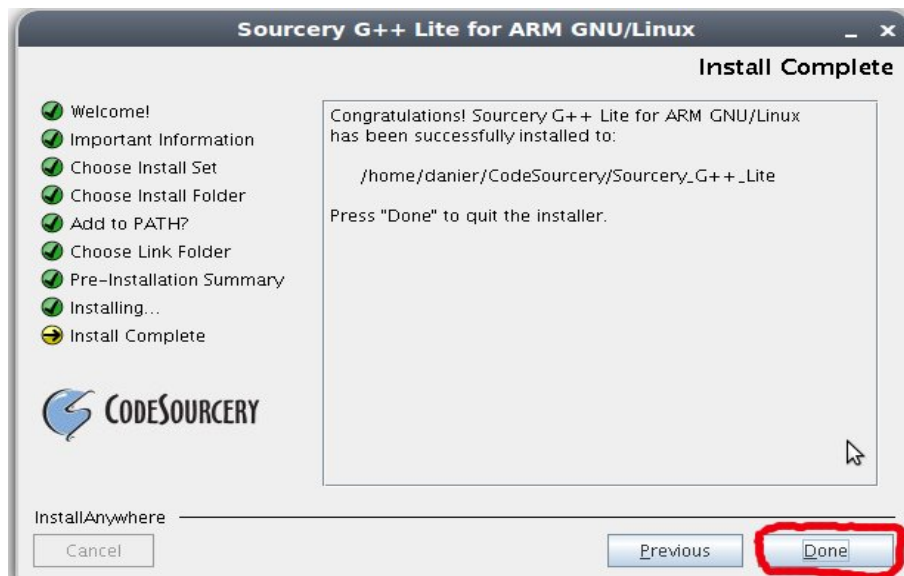 Sourcery G++ Lite for ARM GNU/Linux
Install Complete
Welcome!
Important Information
Choose Install Set
Choose Install Folder
Add to PATH?
Choose Link Folder
Pre-Installation Summary
Installing...
Install Complete
CODESOURCERY
Congratulations! Sourcery G++ Lite for ARM GNU/Linux
has been successfully installed to:
/home/danier/CodeSourcery/Sourcery_G++_Lite
Press "Done" to quit the installer.
InstallAnywhere
Cancel
Previous
Done